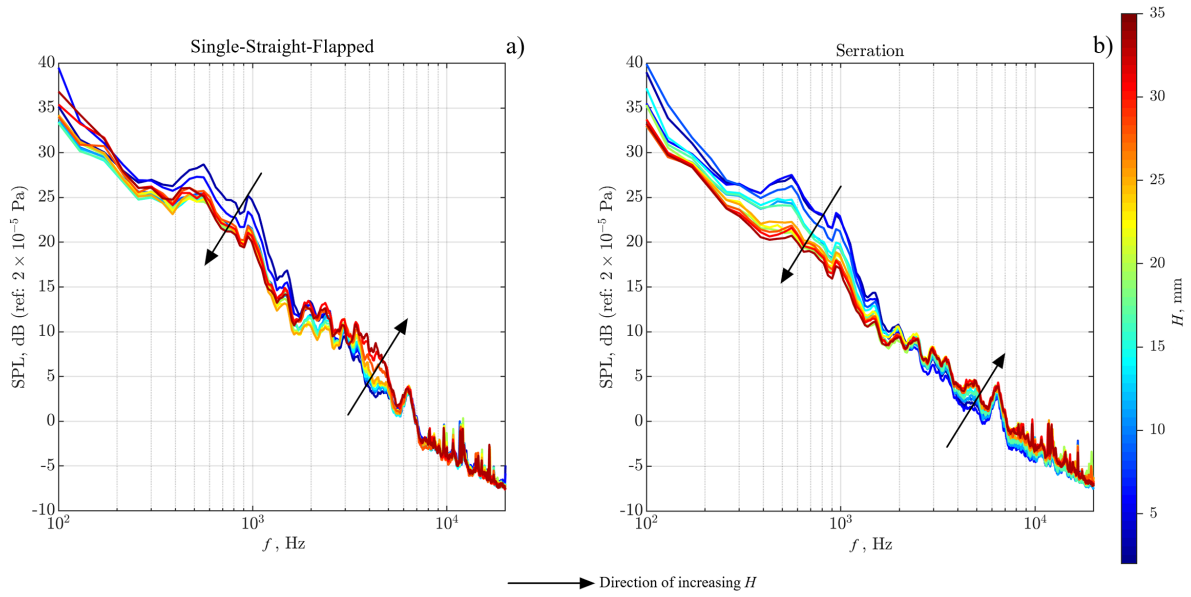 Single-Straight-Flapped
a)
40
35
30
25
20
15
10
5
0
-5
-10
SPL, dB (ref: 2 × 10⁻⁵ Pa)
10² 10³ 10⁴
f , Hz
Serration
b)
40
35
30
25
20
15
10
5
0
-5
-10
SPL, dB (ref: 2 × 10⁻⁵ Pa)
10² 10³ 10⁴
f , Hz
35
30
25
20
15
10
5
H, mm
Direction of increasing H